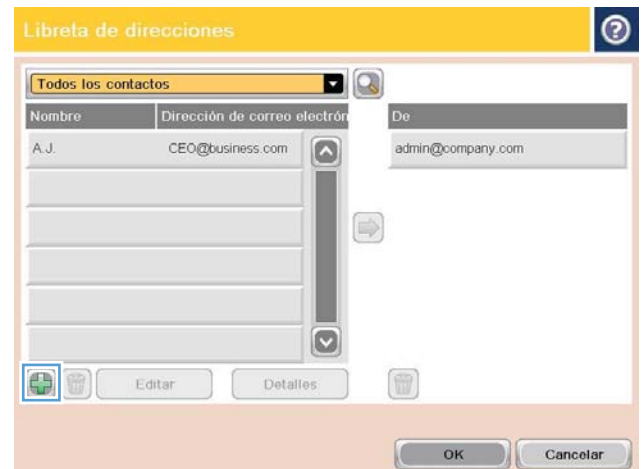 Libreta de direcciones
?
Todos los contactos
Nombre Dirección de correo electrón De
A.J. CEO@business.com admin@company.com
Editar Detalles
OK Cancelar